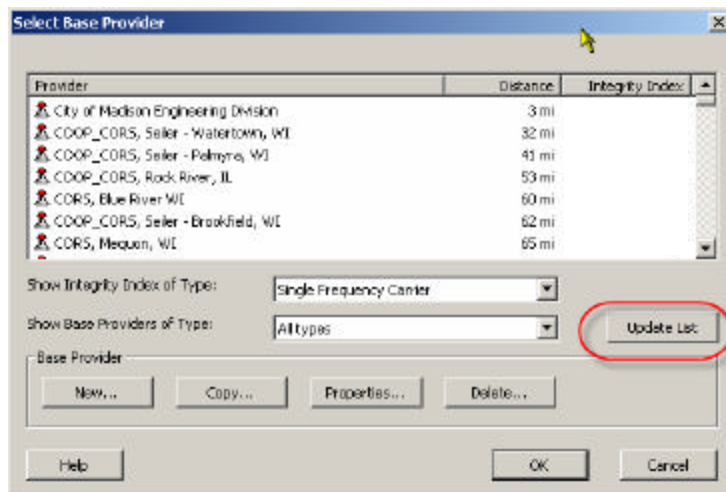 Select Base Provider
Provider Distance Integrity Index
City of Madison Engineering Division 3 mi
COOP_CORS, Seiler - Watertown, WI 32 mi
COOP_CORS, Seiler - Palmyra, WI 41 mi
COOP_CORS, Rock River, IL 53 mi
CORS, Blue River WI 60 mi
COOP_CORS, Seiler - Brookfield, WI 62 mi
CORS, Mequon, WI 65 mi
Show Integrity Index of Type: Single Frequency Carrier
Show Base Providers of Type: All types Update List
Base Provider
New... Copy... Properties... Delete...
Help OK Cancel